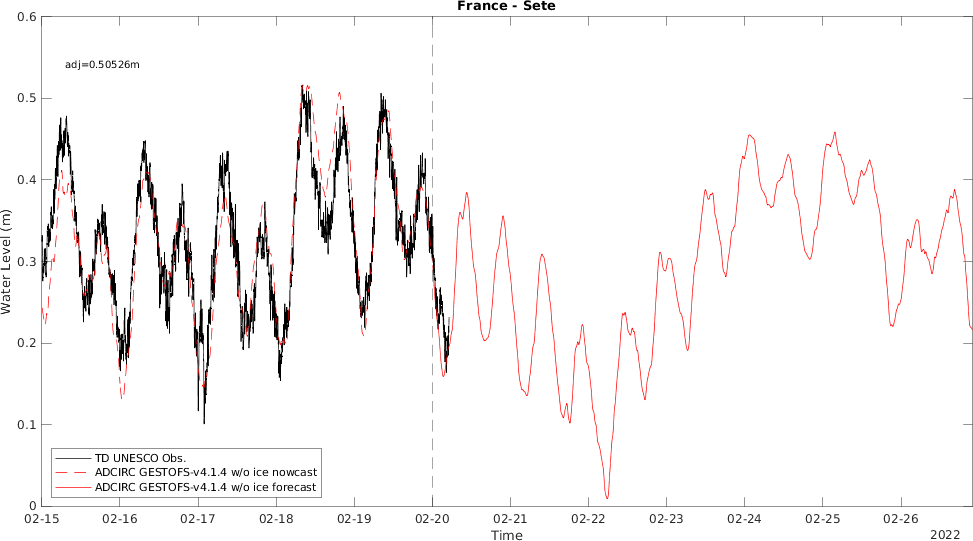 France - Sete
0.6
adj=0.50526m
0.5
0.4
0.3
0.2
0.1
0
Water Level (m)
TD UNESCO Obs.
ADCIRC GESTOFS-v4.1.4 w/o ice nowcast
ADCIRC GESTOFS-v4.1.4 w/o ice forecast
02-15 02-16 02-17 02-18 02-19 02-20 02-21 02-22 02-23 02-24 02-25 02-26
Time
2022